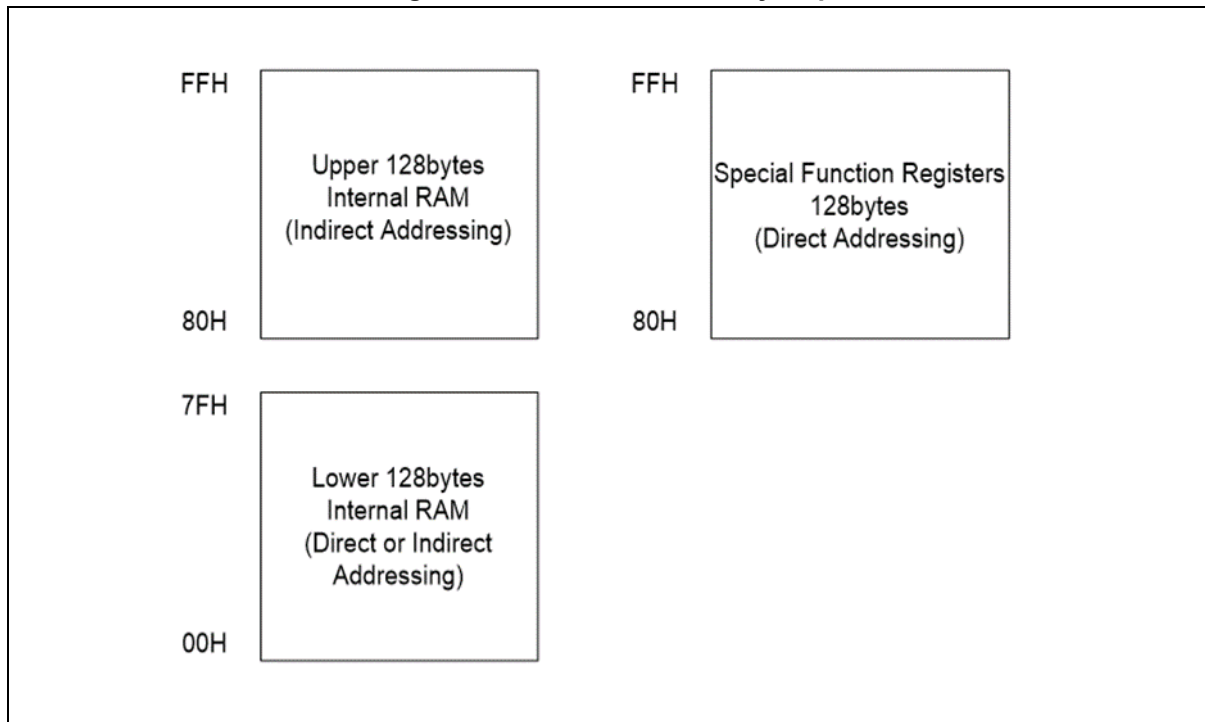 FFH
Upper 128bytes
Internal RAM
(Indirect Addressing)
80H
FFH
Special Function Registers
128bytes
(Direct Addressing)
80H
7FH
Lower 128bytes
Internal RAM
(Direct or Indirect
Addressing)
00H